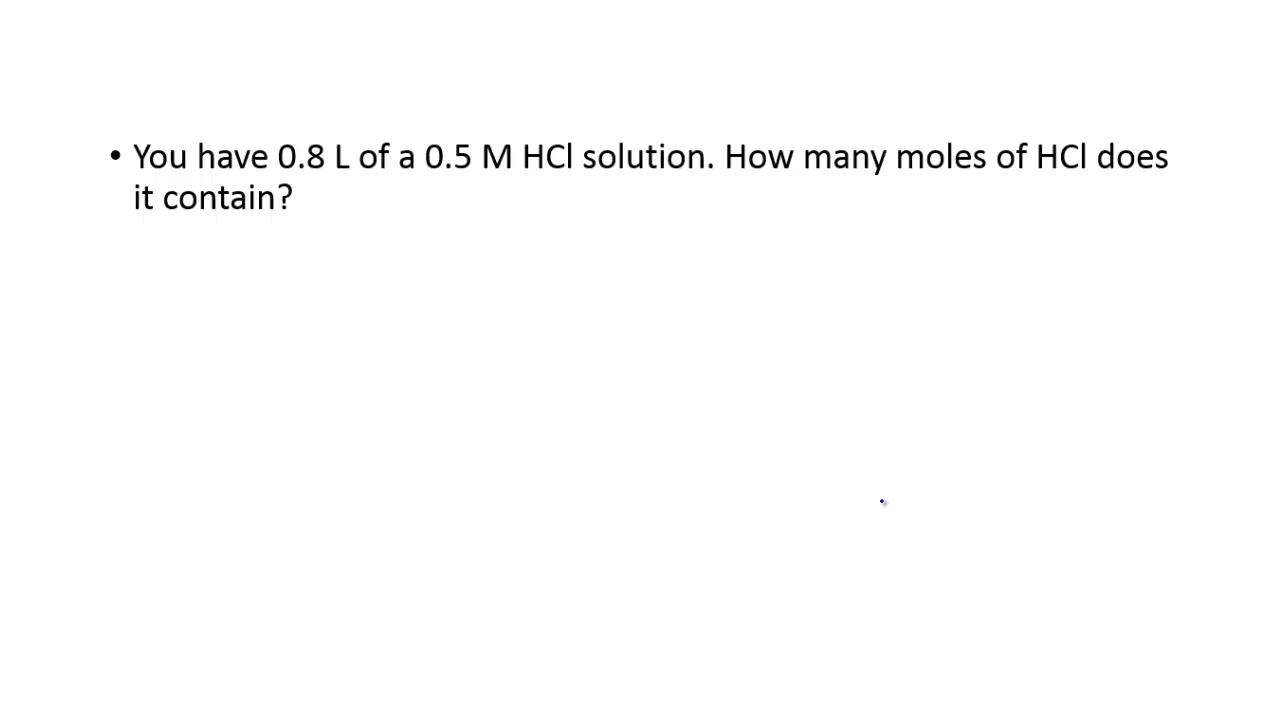 • You have 0.8 L of a 0.5 M HCl solution. How many moles of HCl does
it contain?